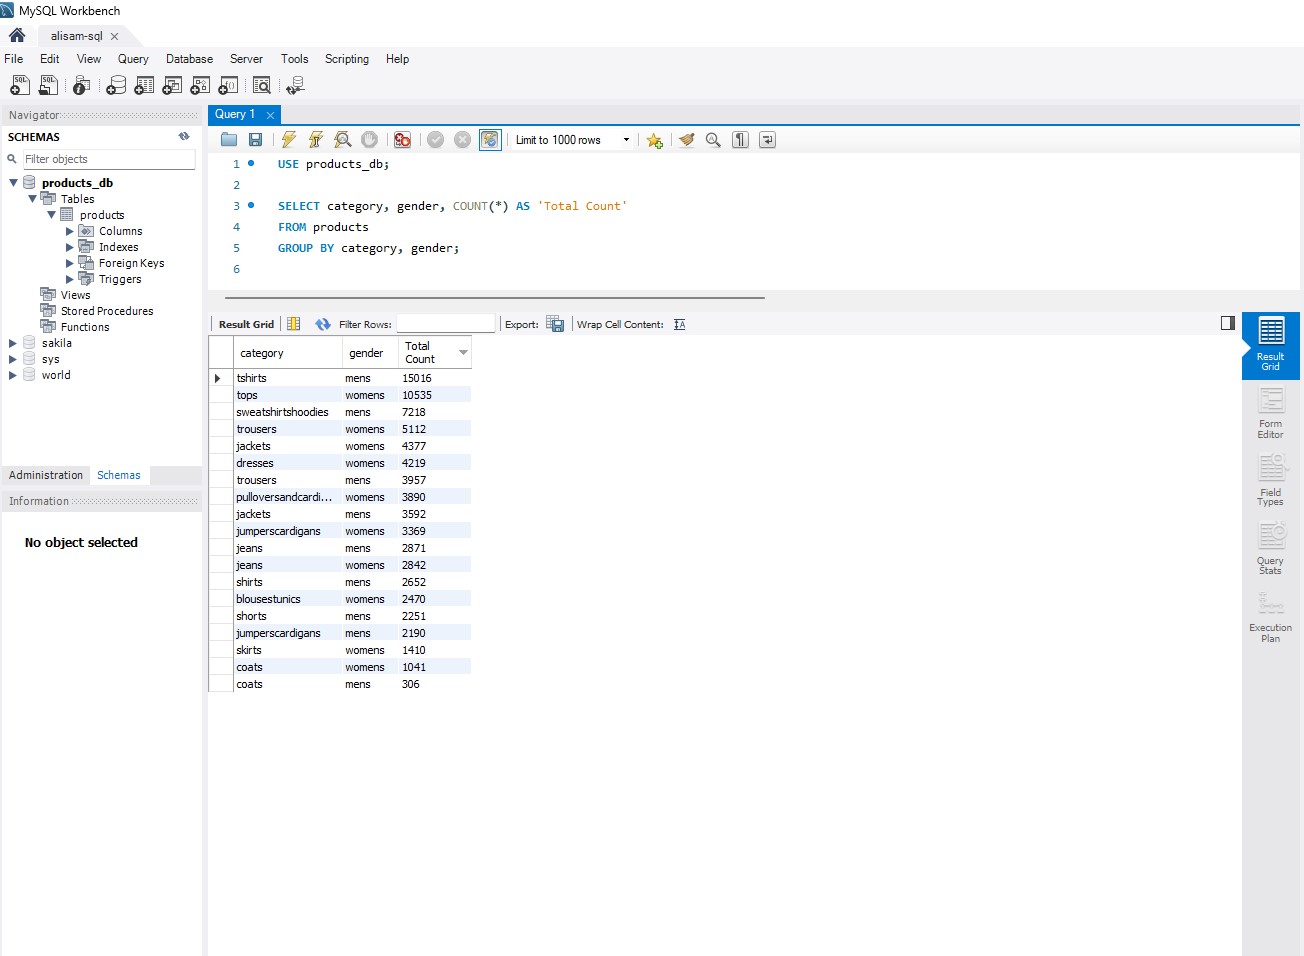 MySQL Workbench
alisam-sql
File Edit View Query Database Server Tools Scripting Help
Navigator
SCHEMAS
Filter objects
products_db
Tables
products
Columns
Indexes
Foreign Keys
Triggers
Views
Stored Procedures
Functions
sakila
sys
world
Administration Schemas
Information
No object selected
Query 1
Limit to 1000 rows
1 USE products_db;
2
3 SELECT category, gender, COUNT(*) AS 'Total Count'
4 FROM products
5 GROUP BY category, gender;
6
Result Grid Filter Rows: Export: Wrap Cell Content:
category gender Total Count
tshirts mens 15016
tops womens 10535
sweatshirtshoodies mens 7218
trousers womens 5112
jackets womens 4377
dresses womens 4219
trousers mens 3957
pulloversandcardi... womens 3890
jackets mens 3592
jumperscardigans womens 3369
jeans mens 2871
jeans womens 2842
shirts mens 2652
blousestunics womens 2470
shorts mens 2251
jumperscardigans mens 2190
skirts womens 1410
coats womens 1041
coats mens 306
Result
Grid
Form
Editor
Field
Types
Query
Stats
Execution
Plan